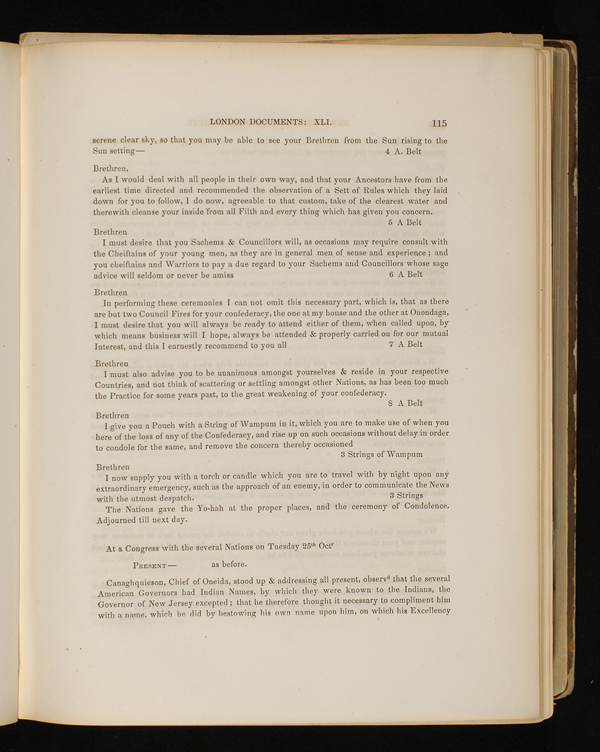 LONDON DOCUMENTS: XLI. 115
serene clear sky, so that you may be able to see your Brethren from the Sun rising to the
Sun setting— 4 A. Belt
Brethren,
As I would deal with all people in their own way, and that your Ancestors have from the
earliest time directed and recommended the observation of a Sett of Rules which they laid
down for you to follow, I do now, agreeable to that custom, take of the clearest water and
therewith cleanse your inside from all Filth and every thing which has given you concern.
5 A Belt
Brethren
I must desire that you Sachems & Councillors will, as occasions may require consult with
the Cheiftains of your young men, as they are in general men of sense and experience; and
you cheiftains and Warriors to pay a due regard to your Sachems and Councillors whose sage
advice will seldom or never be amiss 6 A Belt
Brethren
In performing these ceremonies I can not omit this necessary part, which is, that as there
are but two Council Fires for your confederacy, the one at my house and the other at Onondaga,
I must desire that you will always be ready to attend either of them, when called upon, by
which means business will I hope, always be attended & properly carried on for our mutual
Interest, and this I earnestly recommend to you all 7 A Belt
Brethren
I must also advise you to be unanimous amongst yourselves & reside in your respective
Countries, and not think of scattering or settling amongst other Nations, as has been too much
the Practice for some years past, to the great weakening of your confederacy.
8 A Belt
Brethren
I give you a Pouch with a String of Wampum in it, which you are to make use of when you
here of the loss of any of the Confederacy, and rise up on such occasions without delay in order
to condole for the same, and remove the concern thereby occasioned
3 Strings of Wampum
Brethren
I now supply you with a torch or candle which you are to travel with by night upon any
extraordinary emergency, such as the approach of an enemy, in order to communicate the News
with the utmost despatch. 3 Strings
The Nations gave the Yo-hah at the proper places, and the ceremony of Condolence.
Adjourned till next day.
At a Congress with the several Nations on Tuesday 25th Octr
PRESENT— as before.
Canaghquieson, Chief of Oneida, stood up & addressing all present, observd that the several
American Governors had Indian Names, by which they were known to the Indians, the
Governor of New Jersey excepted; that he therefore thought it necessary to compliment him
with a name, which he did by bestowing his own name upon him, on which his Excellency